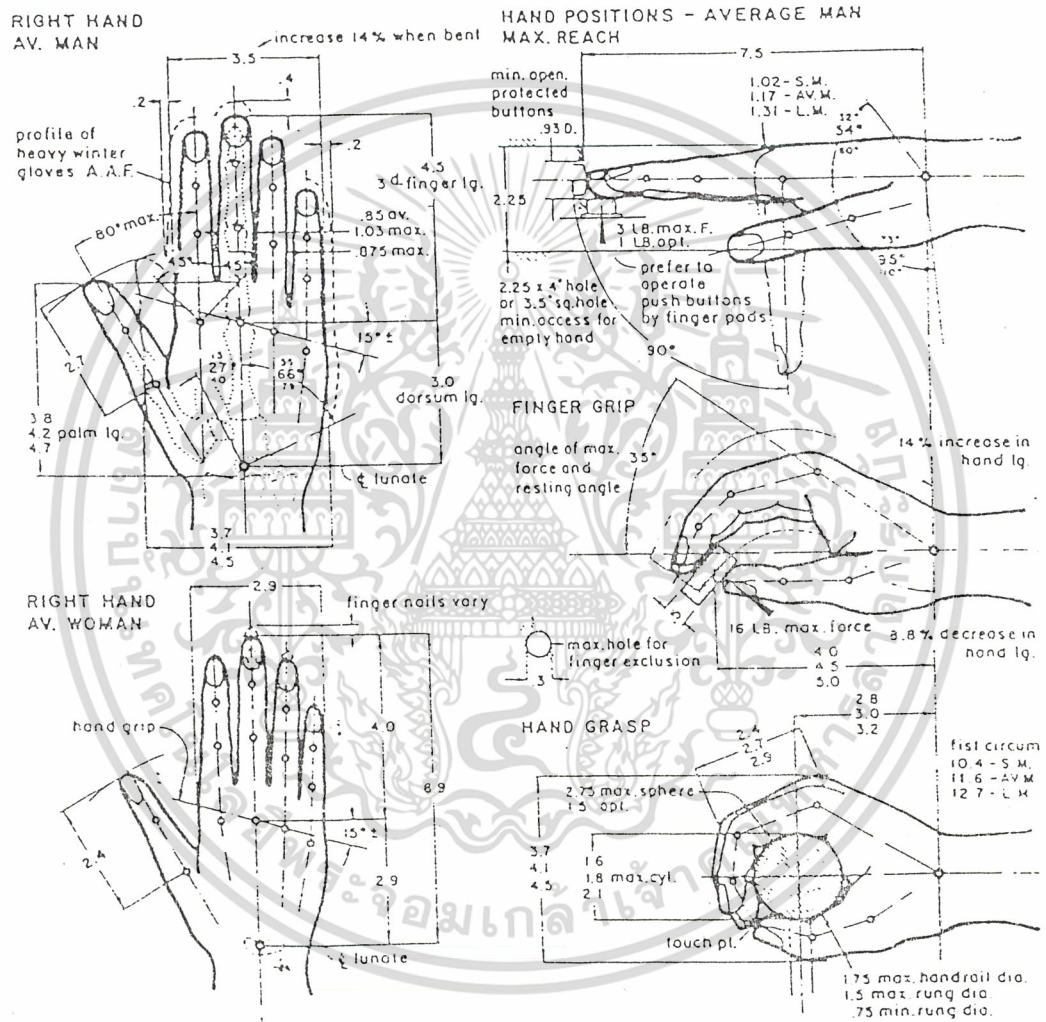 RIGHT HAND
AV. MAN
increase 14% when bent
3.5
.4
.2
profile of
heavy winter
gloves A.A.F.
.2
4.5
3d finger lg.
.85 av.
1.03 max.
.875 max.
80° max.
45°
45°
15° ±
2.7
27°
40
66°
3.0
dorsum lg.
3.8
4.2 palm lg.
4.7
℄ lunate
3.7
4.1
4.5
RIGHT HAND
AV. WOMAN
2.9
finger nails vary
hand grip
4.0
6.9
15° ±
2.4
2.9
℄ lunate
HAND POSITIONS - AVERAGE MAN
MAX. REACH
7.5
min. open.
protected
buttons
.93 D.
1.02 - S.M.
1.17 - AV.M.
1.31 - L.M.
32°
54°
80°
2.25
3 LB. max. F.
1 LB. opt.
95°
prefer to
operate
push buttons
by finger pads
2.25 x 4" hole
or 3.5" sq. hole
min. access for
empty hand
90°
FINGER GRIP
angle of max.
force and
resting angle
35°
14% increase in
hand lg.
16 LB. max. force
8.8% decrease in
hand lg.
4.0
4.5
5.0
max. hole for
finger exclusion
.3
HAND GRASP
2.8
3.0
3.2
2.4
2.7
2.9
fist circum
10.4 - S.M.
11.6 - AV.M
12.7 - L.M
2.75 max. sphere
1.5 opt.
3.7
4.1
4.5
1.6
1.8 max. cyl.
2.1
touch pt.
1.75 max. handrail dia.
1.5 max. rung dia.
.75 min. rung dia.